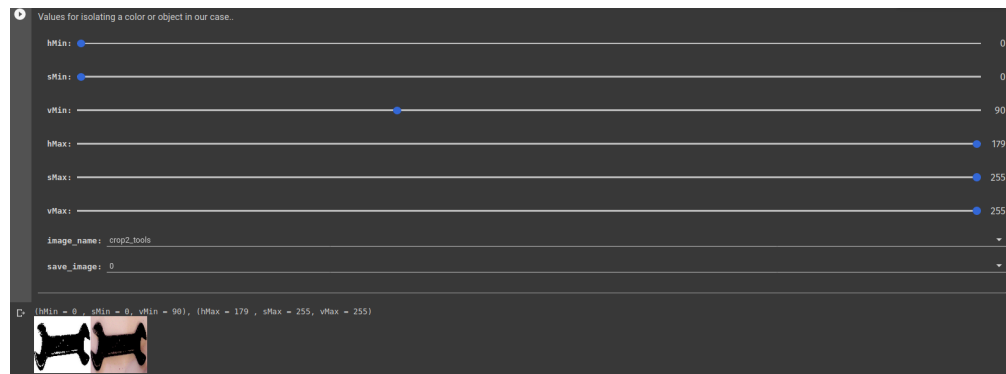 Values for isolating a color or object in our case..
hMin: 0
sMin: 0
vMin: 90
hMax: 179
sMax: 255
vMax: 255
image_name: crop2_tools
save_image: 0
(hMin = 0 , sMin = 0, vMin = 90), (hMax = 179 , sMax = 255, vMax = 255)